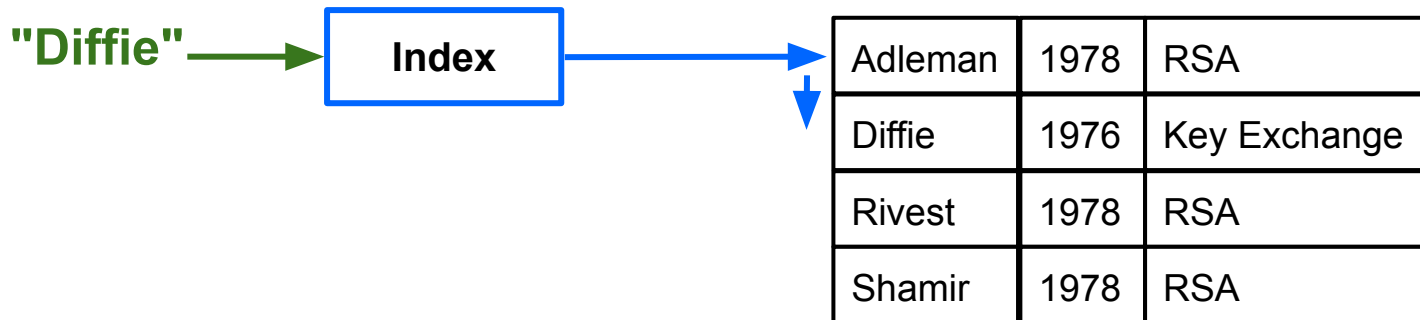 "Diffie"
Index
Adleman 1978 RSA
Diffie 1976 Key Exchange
Rivest 1978 RSA
Shamir 1978 RSA